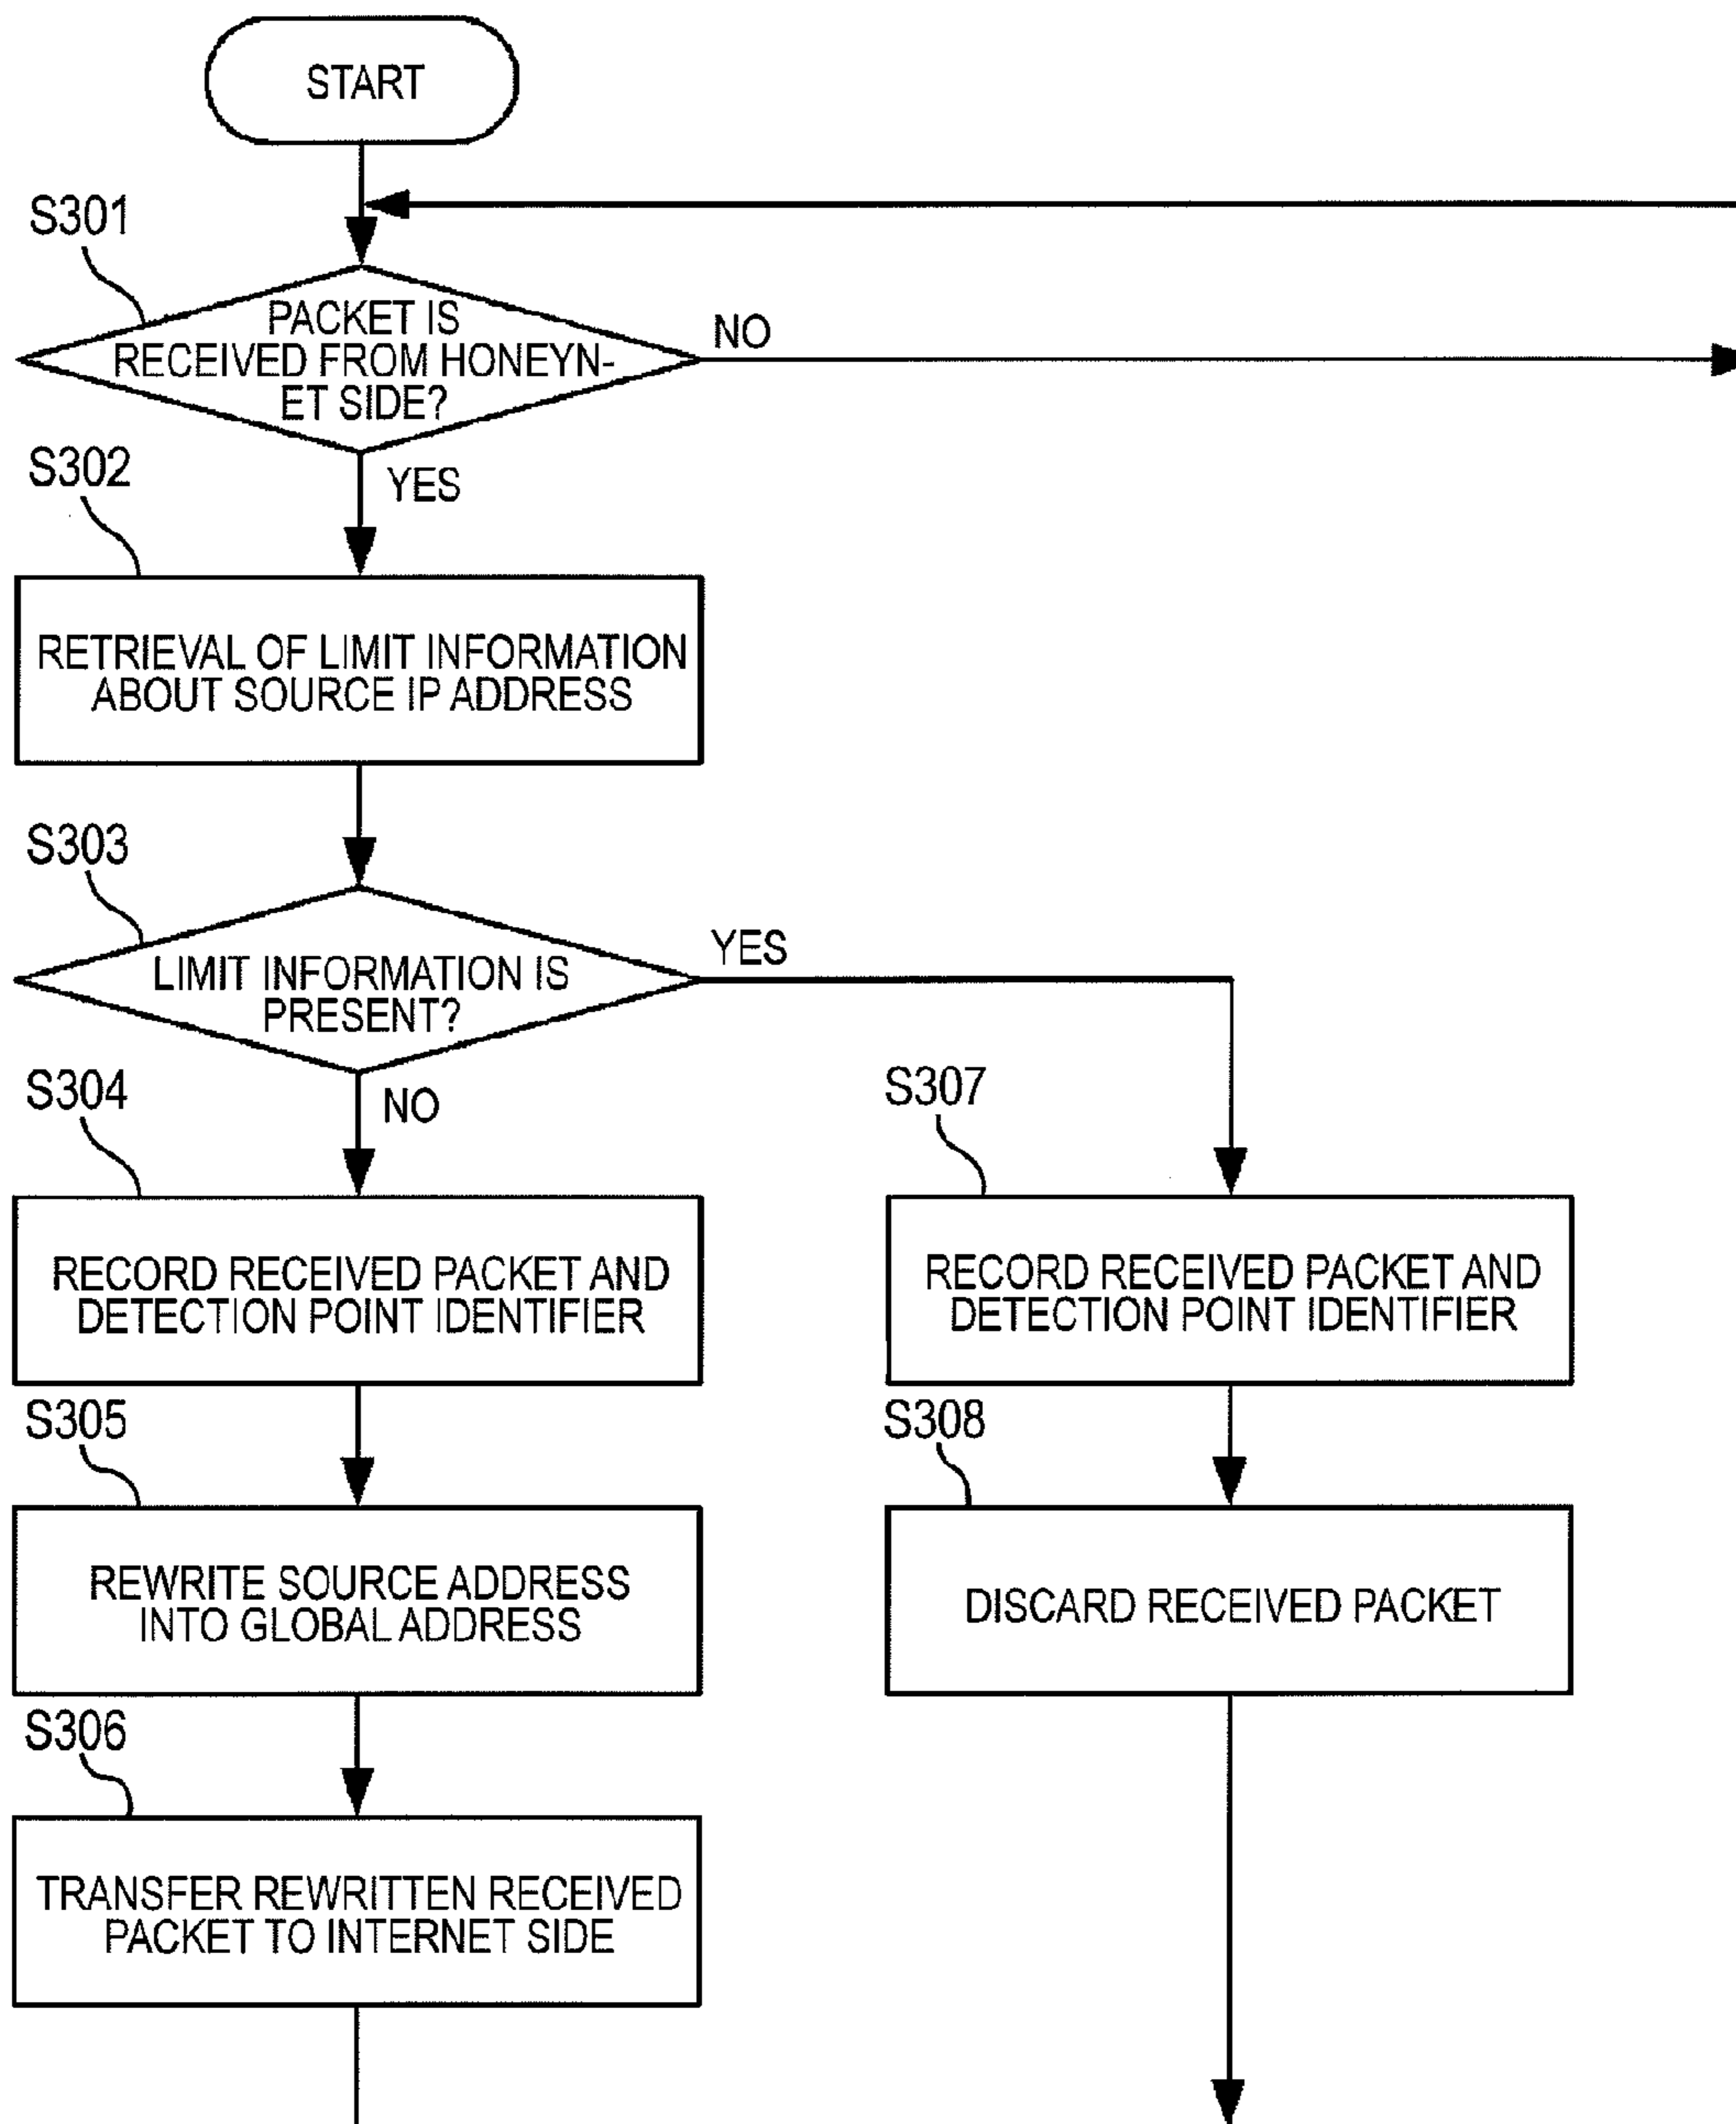 START
S301
PACKET IS
RECEIVED FROM HONEYN-
ET SIDE?
NO
S302
YES
RETRIEVAL OF LIMIT INFORMATION
ABOUT SOURCE IP ADDRESS
S303
LIMIT INFORMATION IS
PRESENT?
YES
S304
NO
S307
RECORD RECEIVED PACKET AND
DETECTION POINT IDENTIFIER
RECORD RECEIVED PACKET AND
DETECTION POINT IDENTIFIER
S305
S308
REWRITE SOURCE ADDRESS
INTO GLOBAL ADDRESS
DISCARD RECEIVED PACKET
S306
TRANSFER REWRITTEN RECEIVED
PACKET TO INTERNET SIDE